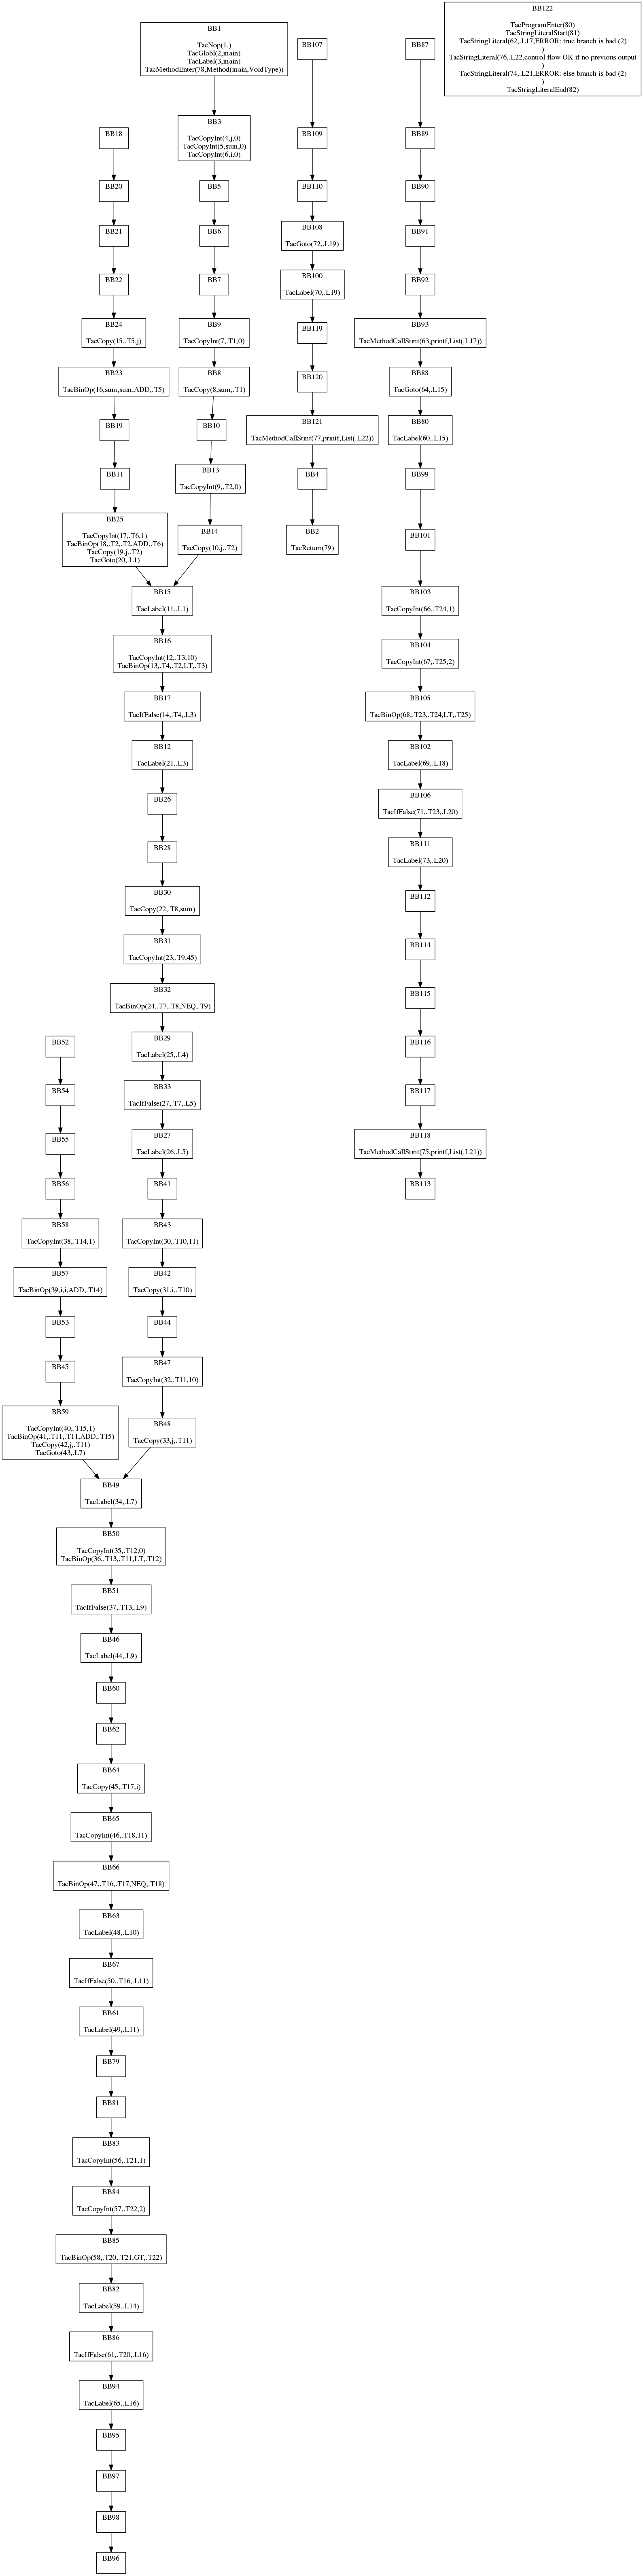 BB1
TacNop(1,)
TacGlobl(2,main)
TacLabel(3,main)
TacMethodEnter(78,Method(main,VoidType))
BB3
TacCopyInt(4,j,0)
TacCopyInt(5,sum,0)
TacCopyInt(6,i,0)
BB5
BB6
BB7
BB9
TacCopyInt(7,.T1,0)
BB8
TacCopy(8,sum,.T1)
BB10
BB13
TacCopyInt(9,.T2,0)
BB14
TacCopy(10,j,.T2)
BB18
BB20
BB21
BB22
BB24
TacCopy(15,.T5,j)
BB23
TacBinOp(16,sum,sum,ADD,.T5)
BB19
BB11
BB25
TacCopyInt(17,.T6,1)
TacBinOp(18,.T2,.T2,ADD,.T6)
TacCopy(19,j,.T2)
TacGoto(20,.L1)
BB15
TacLabel(11,.L1)
BB16
TacCopyInt(12,.T3,10)
TacBinOp(13,.T4,.T2,LT,.T3)
BB17
TacIfFalse(14,.T4,.L3)
BB12
TacLabel(21,.L3)
BB26
BB28
BB30
TacCopy(22,.T8,sum)
BB31
TacCopyInt(23,.T9,45)
BB32
TacBinOp(24,.T7,.T8,NEQ,.T9)
BB29
TacLabel(25,.L4)
BB33
TacIfFalse(27,.T7,.L5)
BB27
TacLabel(26,.L5)
BB41
BB43
TacCopyInt(30,.T10,11)
BB42
TacCopy(31,i,.T10)
BB44
BB47
TacCopyInt(32,.T11,10)
BB48
TacCopy(33,j,.T11)
BB52
BB54
BB55
BB56
BB58
TacCopyInt(38,.T14,1)
BB57
TacBinOp(39,i,i,ADD,.T14)
BB53
BB45
BB59
TacCopyInt(40,.T15,1)
TacBinOp(41,.T11,.T11,ADD,.T15)
TacCopy(42,j,.T11)
TacGoto(43,.L7)
BB49
TacLabel(34,.L7)
BB50
TacCopyInt(35,.T12,0)
TacBinOp(36,.T13,.T11,LT,.T12)
BB51
TacIfFalse(37,.T13,.L9)
BB46
TacLabel(44,.L9)
BB60
BB62
BB64
TacCopy(45,.T17,i)
BB65
TacCopyInt(46,.T18,11)
BB66
TacBinOp(47,.T16,.T17,NEQ,.T18)
BB63
TacLabel(48,.L10)
BB67
TacIfFalse(50,.T16,.L11)
BB61
TacLabel(49,.L11)
BB79
BB81
BB83
TacCopyInt(56,.T21,1)
BB84
TacCopyInt(57,.T22,2)
BB85
TacBinOp(58,.T20,.T21,GT,.T22)
BB82
TacLabel(59,.L14)
BB86
TacIfFalse(61,.T20,.L16)
BB94
TacLabel(65,.L16)
BB95
BB97
BB98
BB96
BB107
BB109
BB110
BB108
TacGoto(72,.L19)
BB100
TacLabel(70,.L19)
BB119
BB120
BB121
TacMethodCallStmt(77,printf,List(.L22))
BB4
BB2
TacReturn(79)
BB87
BB89
BB90
BB91
BB92
BB93
TacMethodCallStmt(63,printf,List(.L17))
BB88
TacGoto(64,.L15)
BB80
TacLabel(60,.L15)
BB99
BB101
BB103
TacCopyInt(66,.T24,1)
BB104
TacCopyInt(67,.T25,2)
BB105
TacBinOp(68,.T23,.T24,LT,.T25)
BB102
TacLabel(69,.L18)
BB106
TacIfFalse(71,.T23,.L20)
BB111
TacLabel(73,.L20)
BB112
BB114
BB115
BB116
BB117
BB118
TacMethodCallStmt(75,printf,List(.L21))
BB113
BB122
TacProgramEnter(80)
TacStringLiteralStart(81)
TacStringLiteral(62,.L17,ERROR: true branch is bad (2)
)
TacStringLiteral(76,.L22,control flow OK if no previous output
)
TacStringLiteral(74,.L21,ERROR: else branch is bad (2)
)
TacStringLiteralEnd(82)